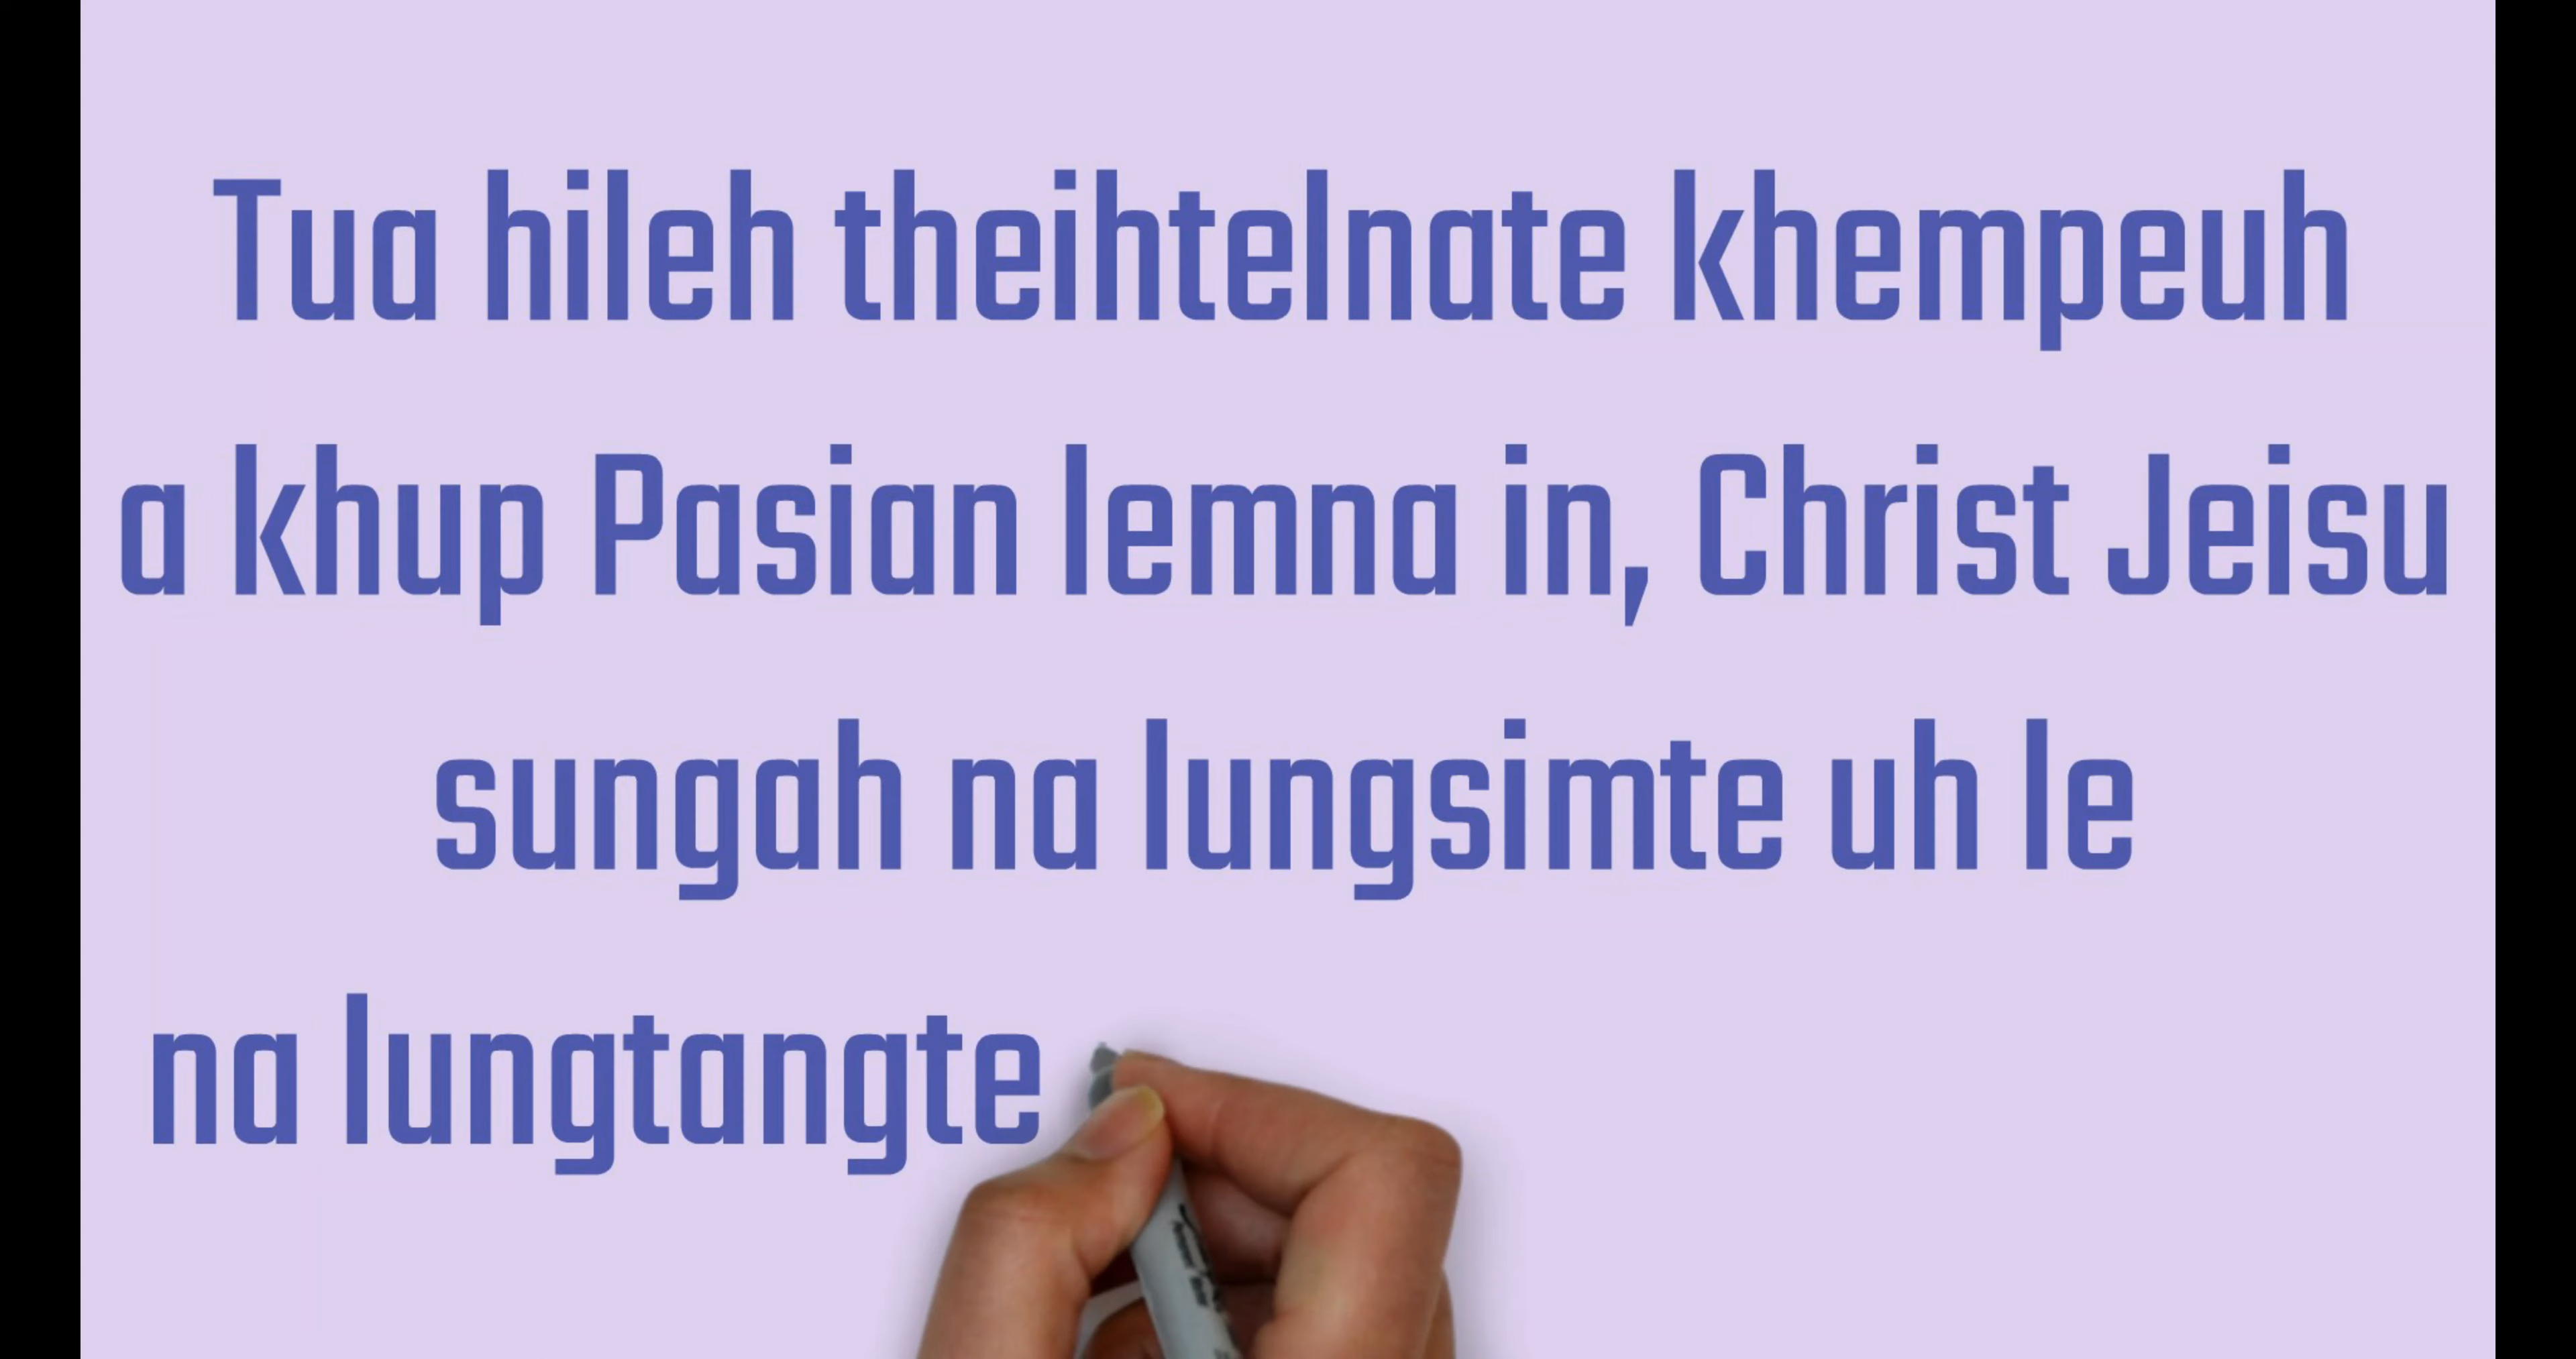 Tua hileh theihtelnate khempeuh
a khup Pasian lemna in, Christ Jeisu
sungah na lungsimte uh le
na lungtangte